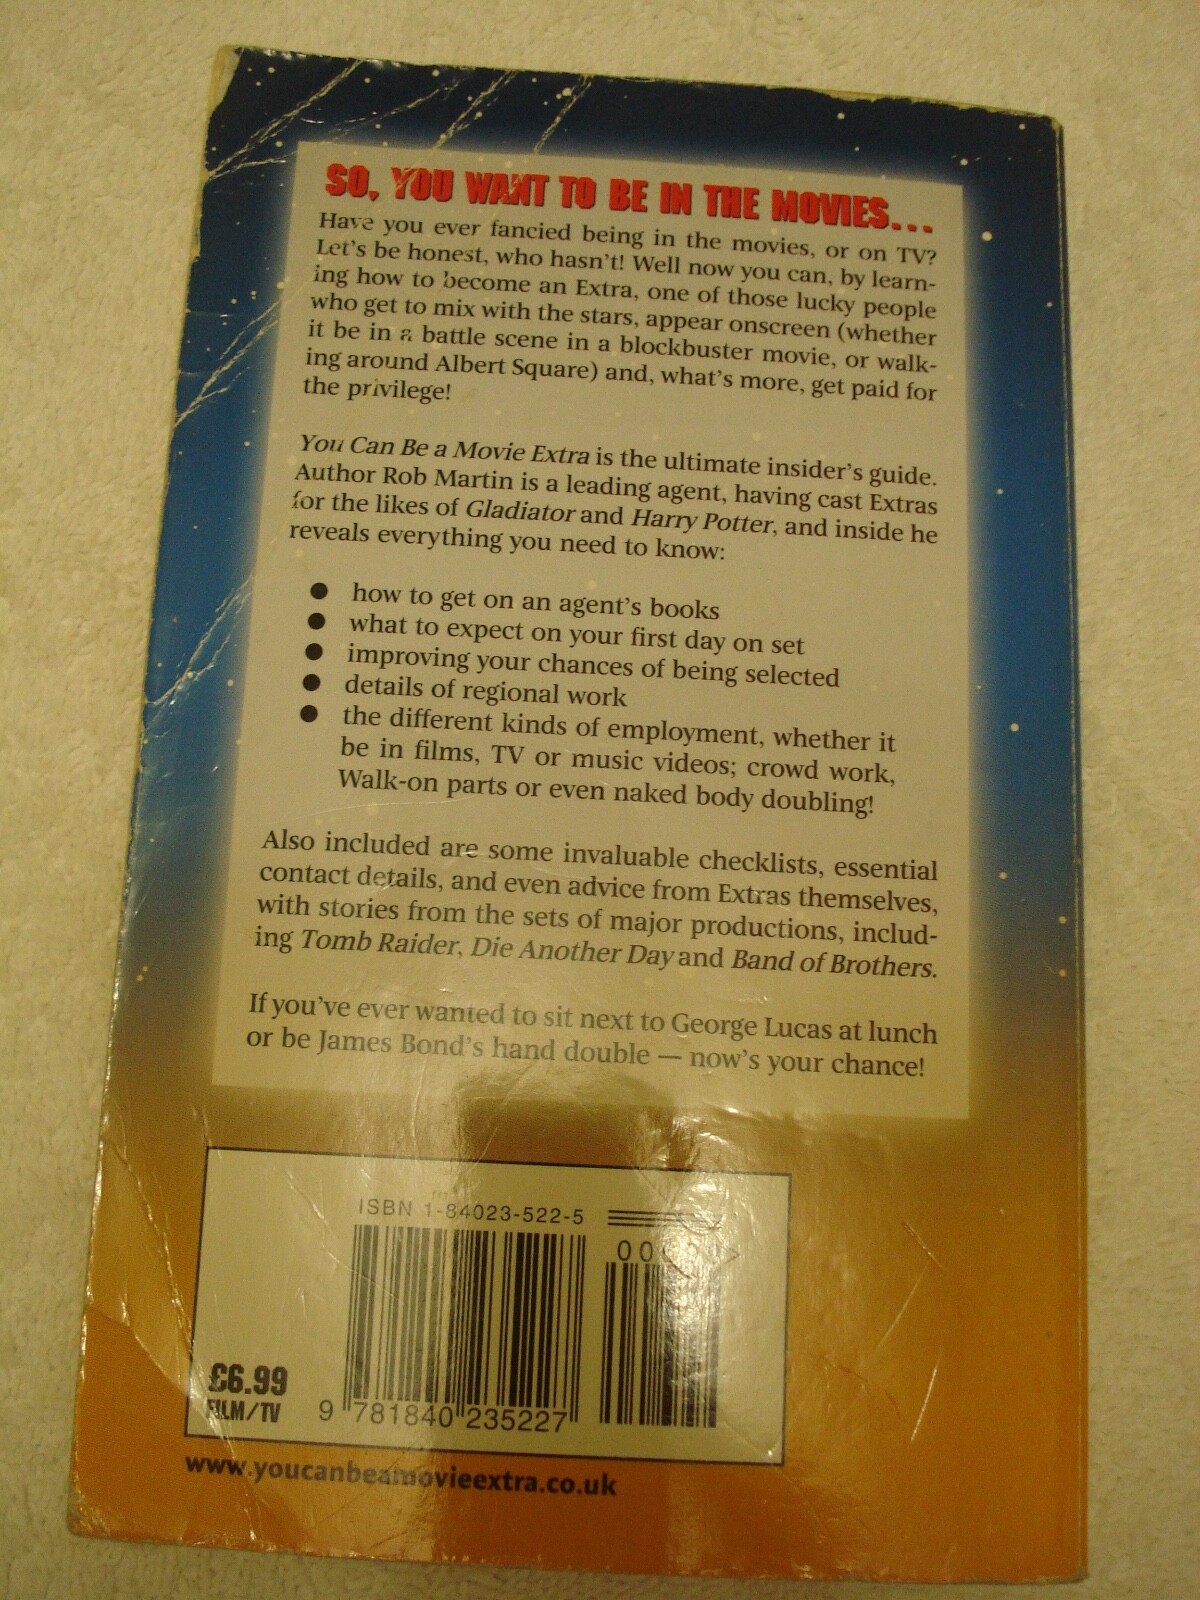 SO, YOU WANT TO BE IN THE MOVIES...
Have you ever fancied being in the movies, or on TV?
Let's be honest, who hasn't! Well now you can, by learn-
ing how to become an Extra, one of those lucky people
who get to mix with the stars, appear onscreen (whether
it be in a battle scene in a blockbuster movie, or walk-
ing around Albert Square) and, what's more, get paid for
the privilege!
You Can Be a Movie Extra is the ultimate insider's guide.
Author Rob Martin is a leading agent, having cast Extras
for the likes of Gladiator and Harry Potter, and inside he
reveals everything you need to know:
● how to get on an agent's books
● what to expect on your first day on set
● improving your chances of being selected
● details of regional work
● the different kinds of employment, whether it
be in films, TV or music videos; crowd work,
Walk-on parts or even naked body doubling!
Also included are some invaluable checklists, essential
contact details, and even advice from Extras themselves,
with stories from the sets of major productions, includ-
ing Tomb Raider, Die Another Day and Band of Brothers.
If you've ever wanted to sit next to George Lucas at lunch
or be James Bond's hand double — now's your chance!
ISBN 1-84023-522-5
£6.99
FILM/TV
9 781840 235227
www.youcanbeamovieextra.co.uk